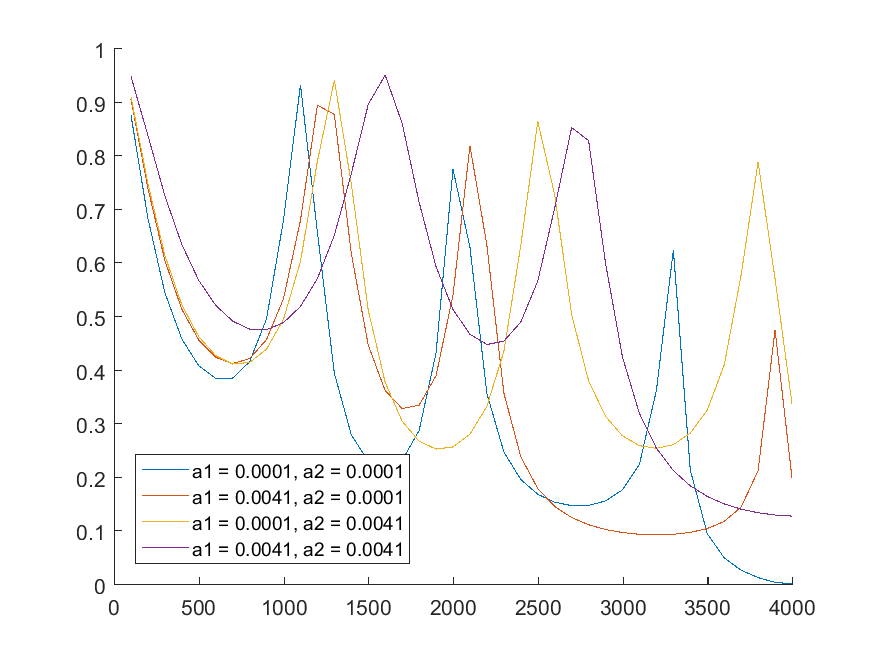 1
0.9
0.8
0.7
0.6
0.5
0.4
0.3
0.2
0.1
0
a1 = 0.0001, a2 = 0.0001
a1 = 0.0041, a2 = 0.0001
a1 = 0.0001, a2 = 0.0041
a1 = 0.0041, a2 = 0.0041
0 500 1000 1500 2000 2500 3000 3500 4000